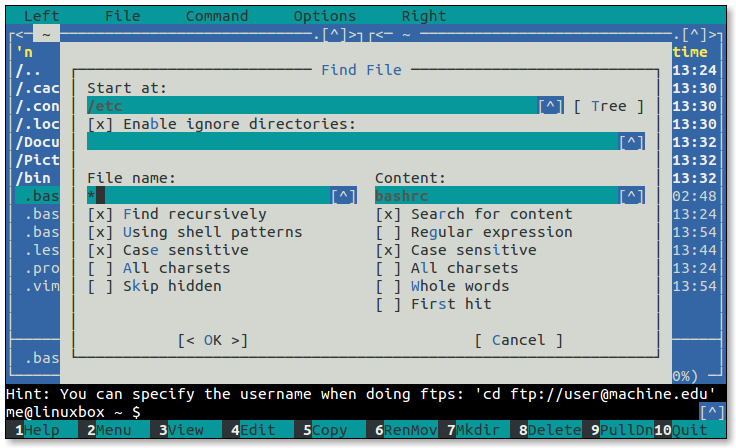 Left File Command Options Right
<─ ~ .[^]> <─ ~ .[^]>
'n time
/.. 13:24
Find File
/.cac Start at: 13:30
/.con /etc [^] [ Tree ] 13:30
/.loc [x] Enable ignore directories: 13:30
/Docu [^] 13:32
/Pict 13:32
/bin File name: Content: 13:32
.bas * [^] bashrc [^] 02:48
.bas [x] Find recursively [x] Search for content 13:24
.bas [x] Using shell patterns [ ] Regular expression 13:54
.les [x] Case sensitive [x] Case sensitive 13:44
.pro [ ] All charsets [ ] All charsets 13:24
.vim [ ] Skip hidden [ ] Whole words 13:54
[ ] First hit
[< OK >] [ Cancel ]
.bas
0%)
Hint: You can specify the username when doing ftps: 'cd ftp://user@machine.edu'
me@linuxbox ~ $ [^]
1Help 2Menu 3View 4Edit 5Copy 6RenMov 7Mkdir 8Delete 9PullDn 10Quit